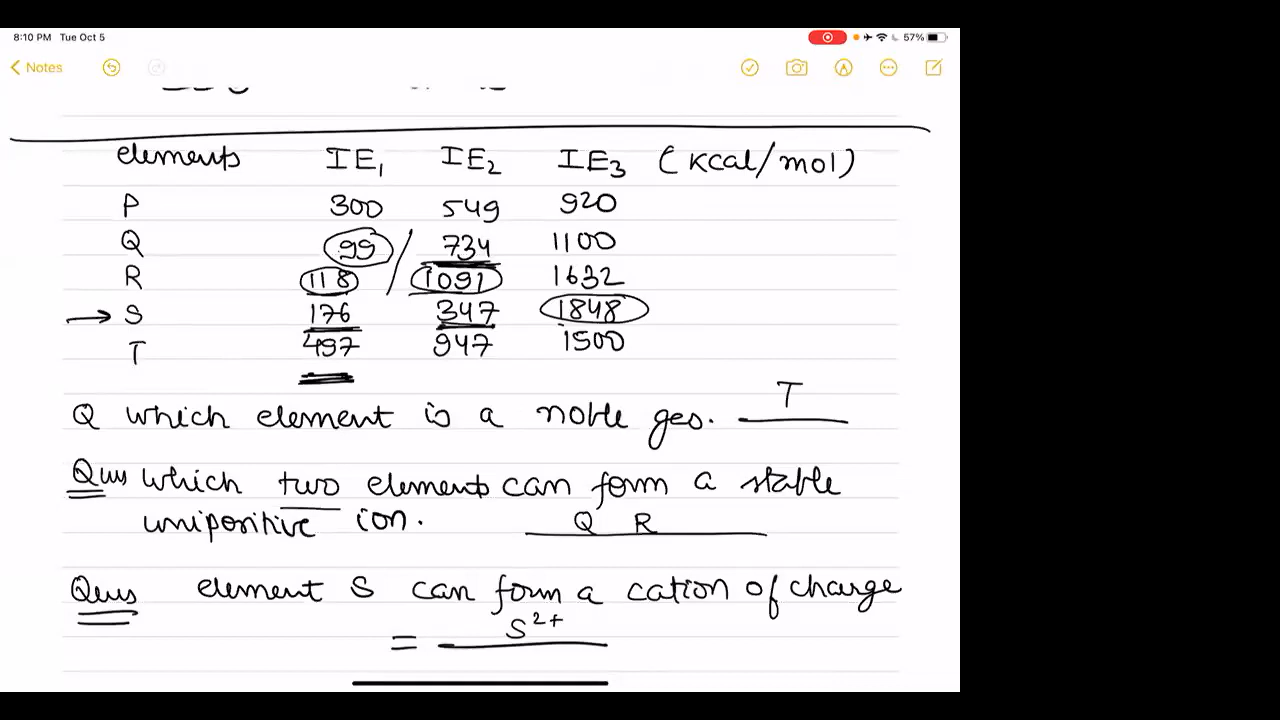 8:10 PM Tue Oct 5
57%
Notes
elements IE1 IE2 IE3 (Kcal/mol)
P 300 549 920
Q 99 734 1100
R 118 1091 1632
S 176 347 1848
T 497 947 1500
Q which element is a noble gas. T
Qus which two elements can form a stable
unipositive ion. Q R
Qus element S can form a cation of charge
= S2+